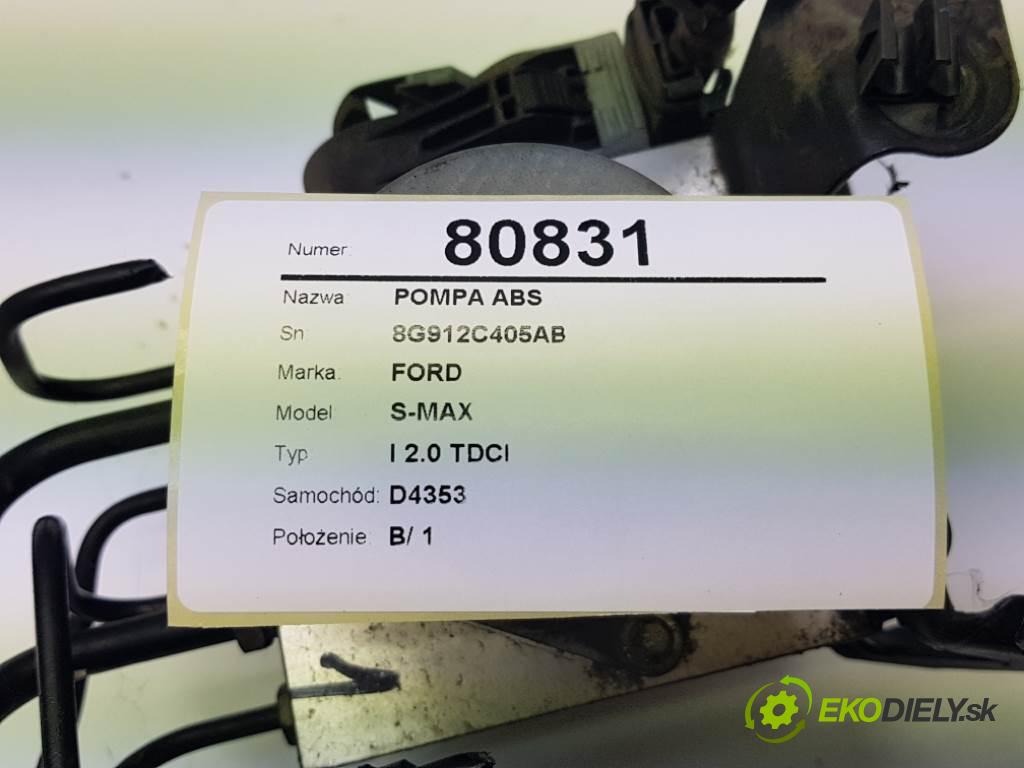 Numer: 80831
Nazwa: POMPA ABS
Sn 8G912C405AB
Marka: FORD
Model S-MAX
Typ I 2.0 TDCI
Samochód: D4353
Położenie: B/ 1
EKODIELY.sk